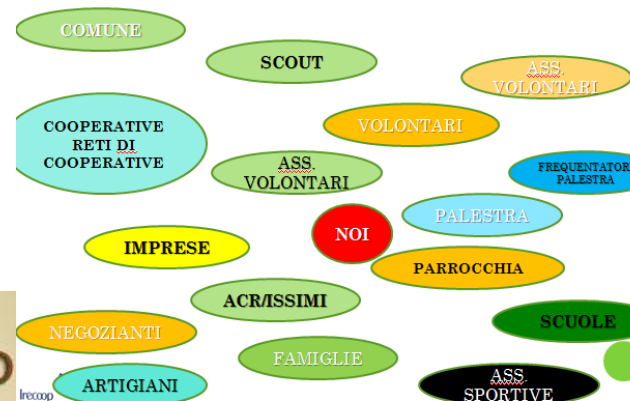 COMUNE
SCOUT
ASS.
VOLONTARI
COOPERATIVE
RETI DI
COOPERATIVE
VOLONTARI
ASS.
VOLONTARI
FREQUENTATORI
PALESTRA
PALESTRA
NOI
IMPRESE
PARROCCHIA
ACR/ISSIMI
SCUOLE
NEGOZIANTI
FAMIGLIE
ARTIGIANI
ASS.
SPORTIVE
Irecoop